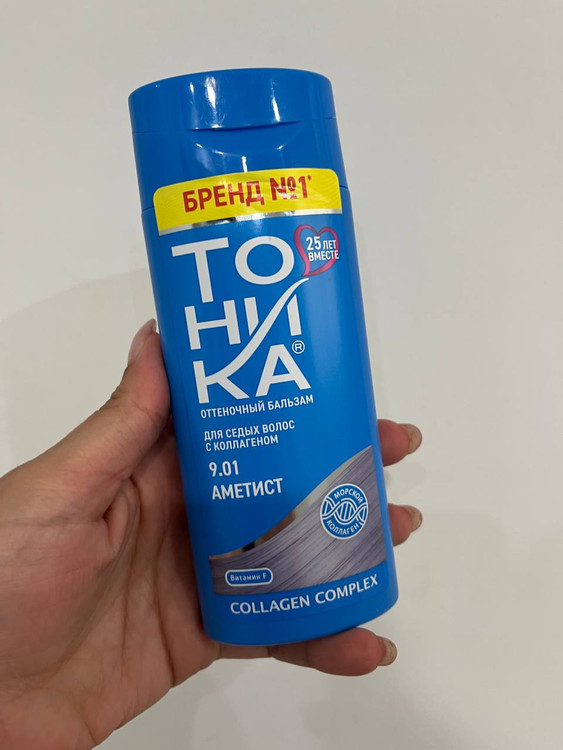 БРЕНД №1*
25 ЛЕТ
ВМЕСТЕ
ТО
НИ
КА®
ОТТЕНОЧНЫЙ БАЛЬЗАМ
ДЛЯ СЕДЫХ ВОЛОС
С КОЛЛАГЕНОМ
9.01
АМЕТИСТ
МОРСКОЙ
КОЛЛАГЕН
Витамин F
COLLAGEN COMPLEX